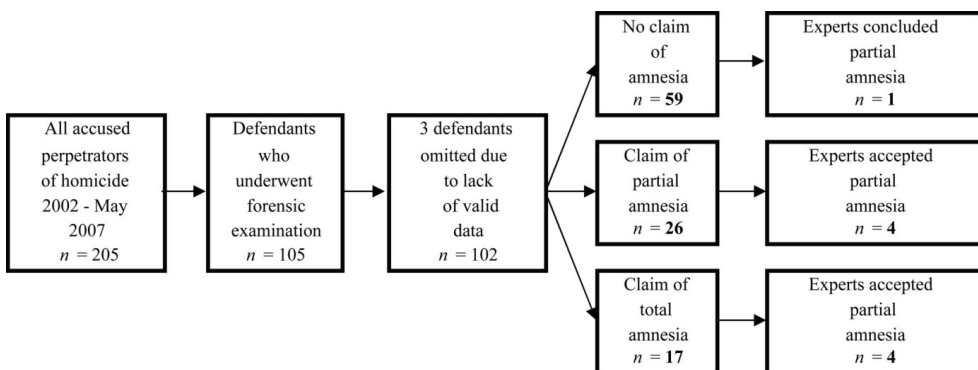 All accused
perpetrators
of homicide
2002 - May
2007
n = 205
Defendants
who
underwent
forensic
examination
n = 105
3 defendants
omitted due
to lack
of valid
data
n = 102
No claim
of
amnesia
n = 59
Experts concluded
partial
amnesia
n = 1
Claim of
partial
amnesia
n = 26
Experts accepted
partial
amnesia
n = 4
Claim of
total
amnesia
n = 17
Experts accepted
partial
amnesia
n = 4